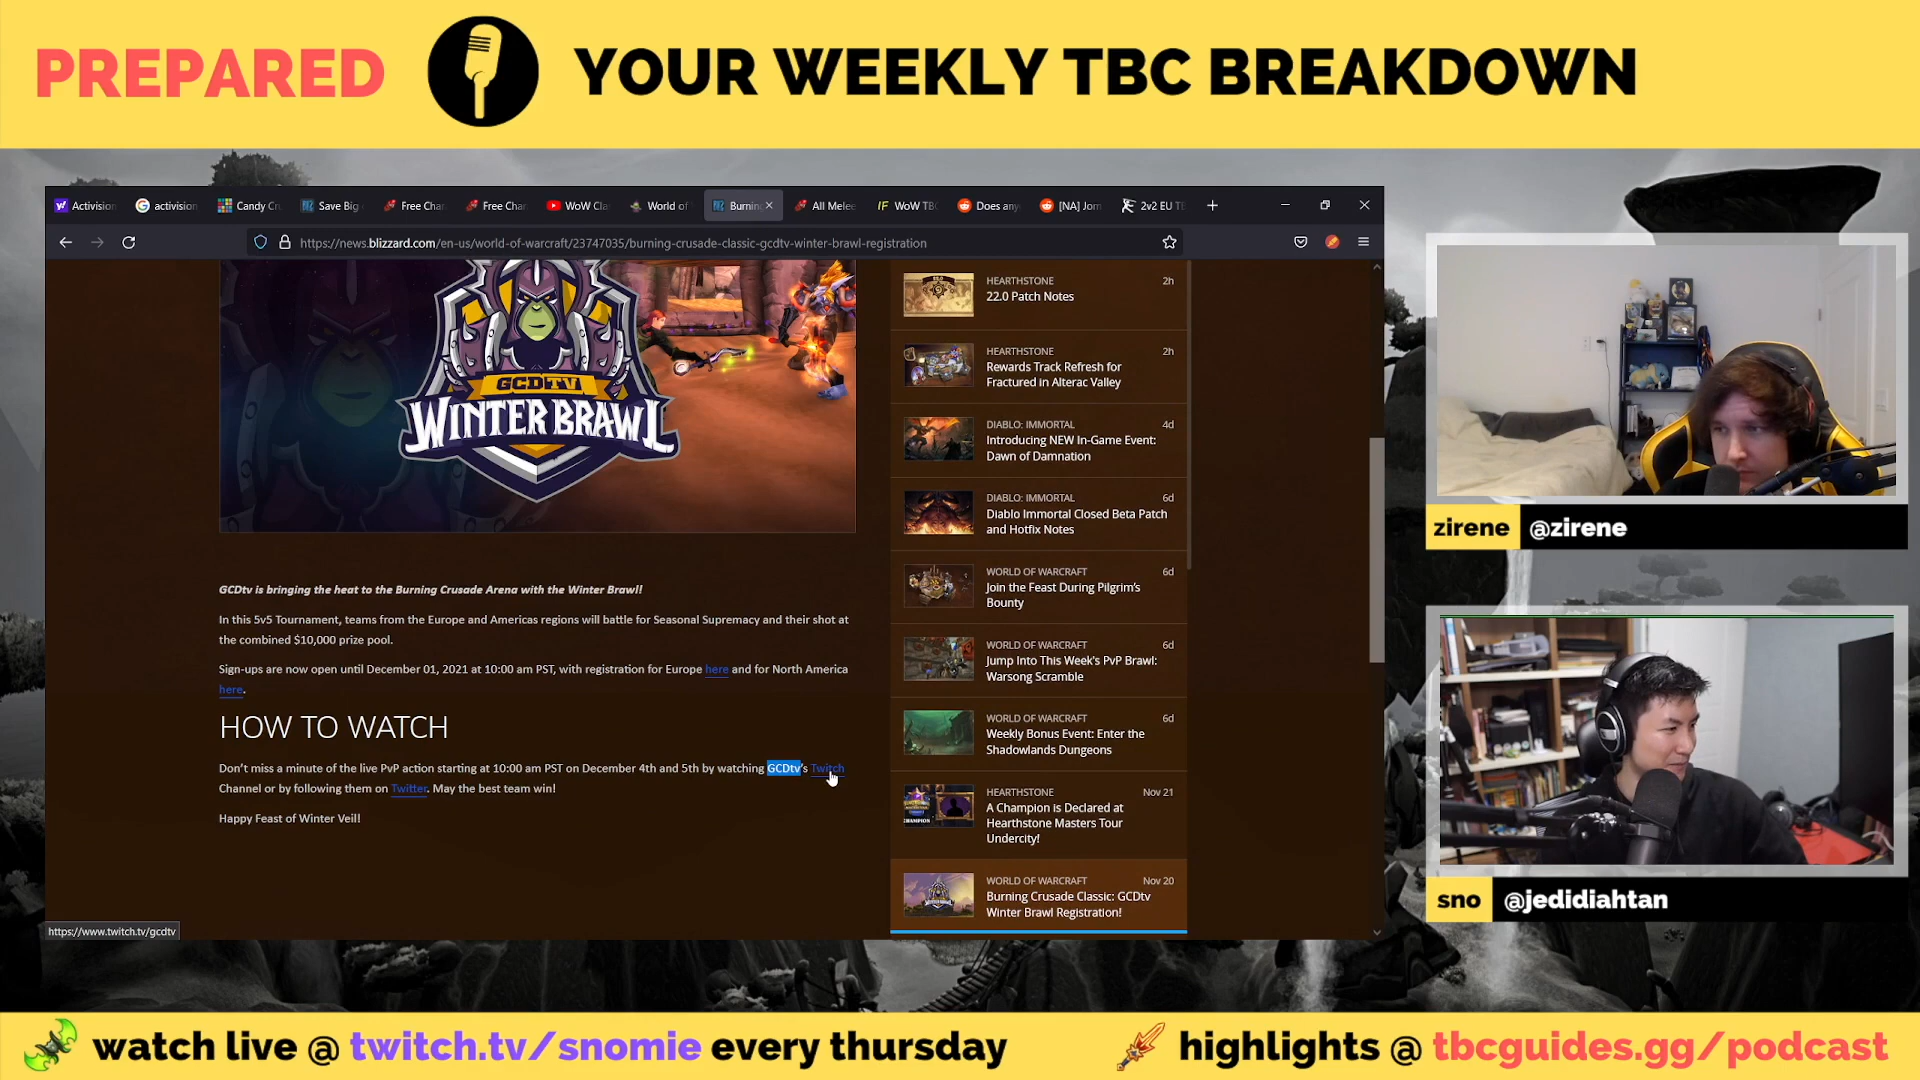 PREPARED YOUR WEEKLY TBC BREAKDOWN
Activision
activision
Candy Cr
Save Big
Free Char
Free Char
WoW Cla
World of
Burning
All Melee
WoW TBC
Does any
[NA] Jorr
2v2 EU TB
https://news.blizzard.com/en-us/world-of-warcraft/23747035/burning-crusade-classic-gcdtv-winter-brawl-registration
GCDTV
WINTER BRAWL
GCDtv is bringing the heat to the Burning Crusade Arena with the Winter Brawl!
In this 5v5 Tournament, teams from the Europe and Americas regions will battle for Seasonal Supremacy and their shot at
the combined $10,000 prize pool.
Sign-ups are now open until December 01, 2021 at 10:00 am PST, with registration for Europe here and for North America
here.
HOW TO WATCH
Don't miss a minute of the live PvP action starting at 10:00 am PST on December 4th and 5th by watching GCDtv's Twitch
Channel or by following them on Twitter. May the best team win!
Happy Feast of Winter Veil!
https://www.twitch.tv/gcdtv
HEARTHSTONE 2h
22.0 Patch Notes
HEARTHSTONE 2h
Rewards Track Refresh for
Fractured in Alterac Valley
DIABLO: IMMORTAL 4d
Introducing NEW In-Game Event:
Dawn of Damnation
DIABLO: IMMORTAL 6d
Diablo Immortal Closed Beta Patch
and Hotfix Notes
WORLD OF WARCRAFT 6d
Join the Feast During Pilgrim's
Bounty
WORLD OF WARCRAFT 6d
Jump Into This Week's PvP Brawl:
Warsong Scramble
WORLD OF WARCRAFT 6d
Weekly Bonus Event: Enter the
Shadowlands Dungeons
HEARTHSTONE Nov 21
A Champion is Declared at
Hearthstone Masters Tour
Undercity!
WORLD OF WARCRAFT Nov 20
Burning Crusade Classic: GCDtv
Winter Brawl Registration!
zirene @zirene
sno @jedidiahtan
watch live @ twitch.tv/snomie every thursday
highlights @ tbcguides.gg/podcast